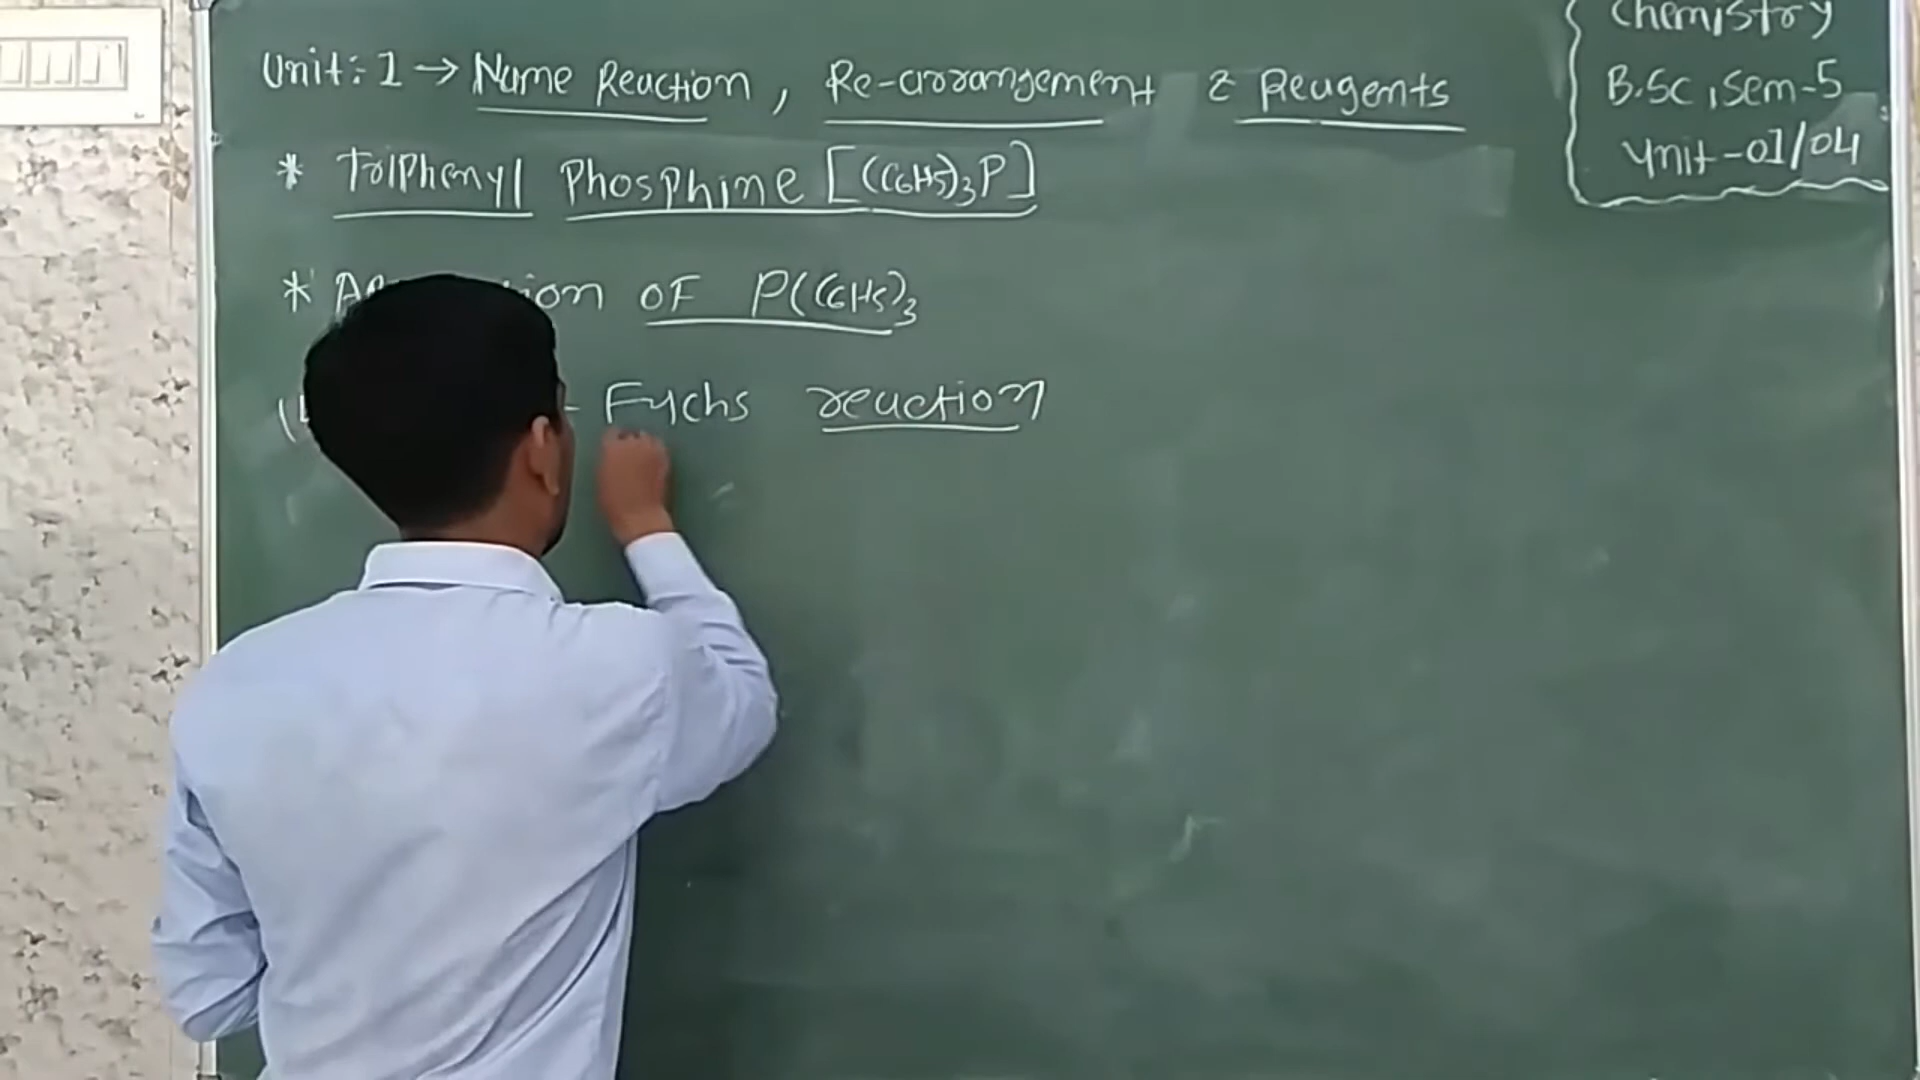 Chemistry
B.Sc, Sem-5
Unit-01/04
Unit:1 → Name Reaction, Re-arrangement & Reagents
* Triphenyl Phosphine [(C6H5)3P]
* OF P(C6H5)3
- Fuchs reaction